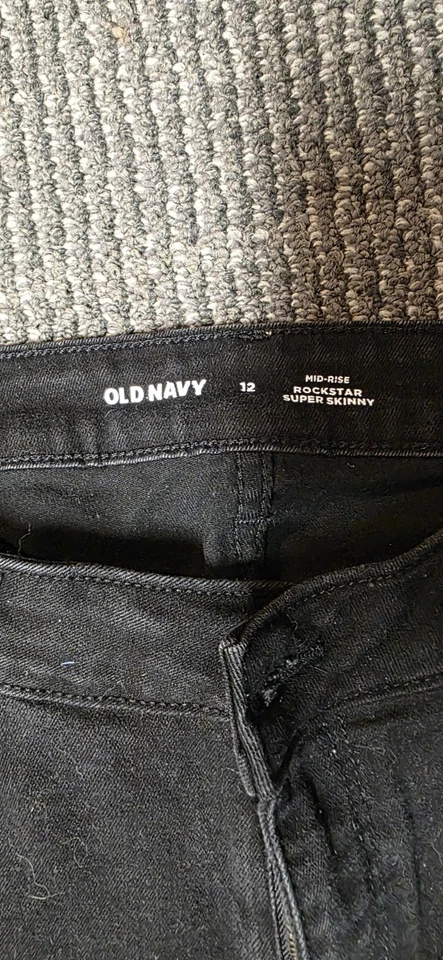 OLD NAVY
12
MID-RISE
ROCKSTAR
SUPER SKINNY